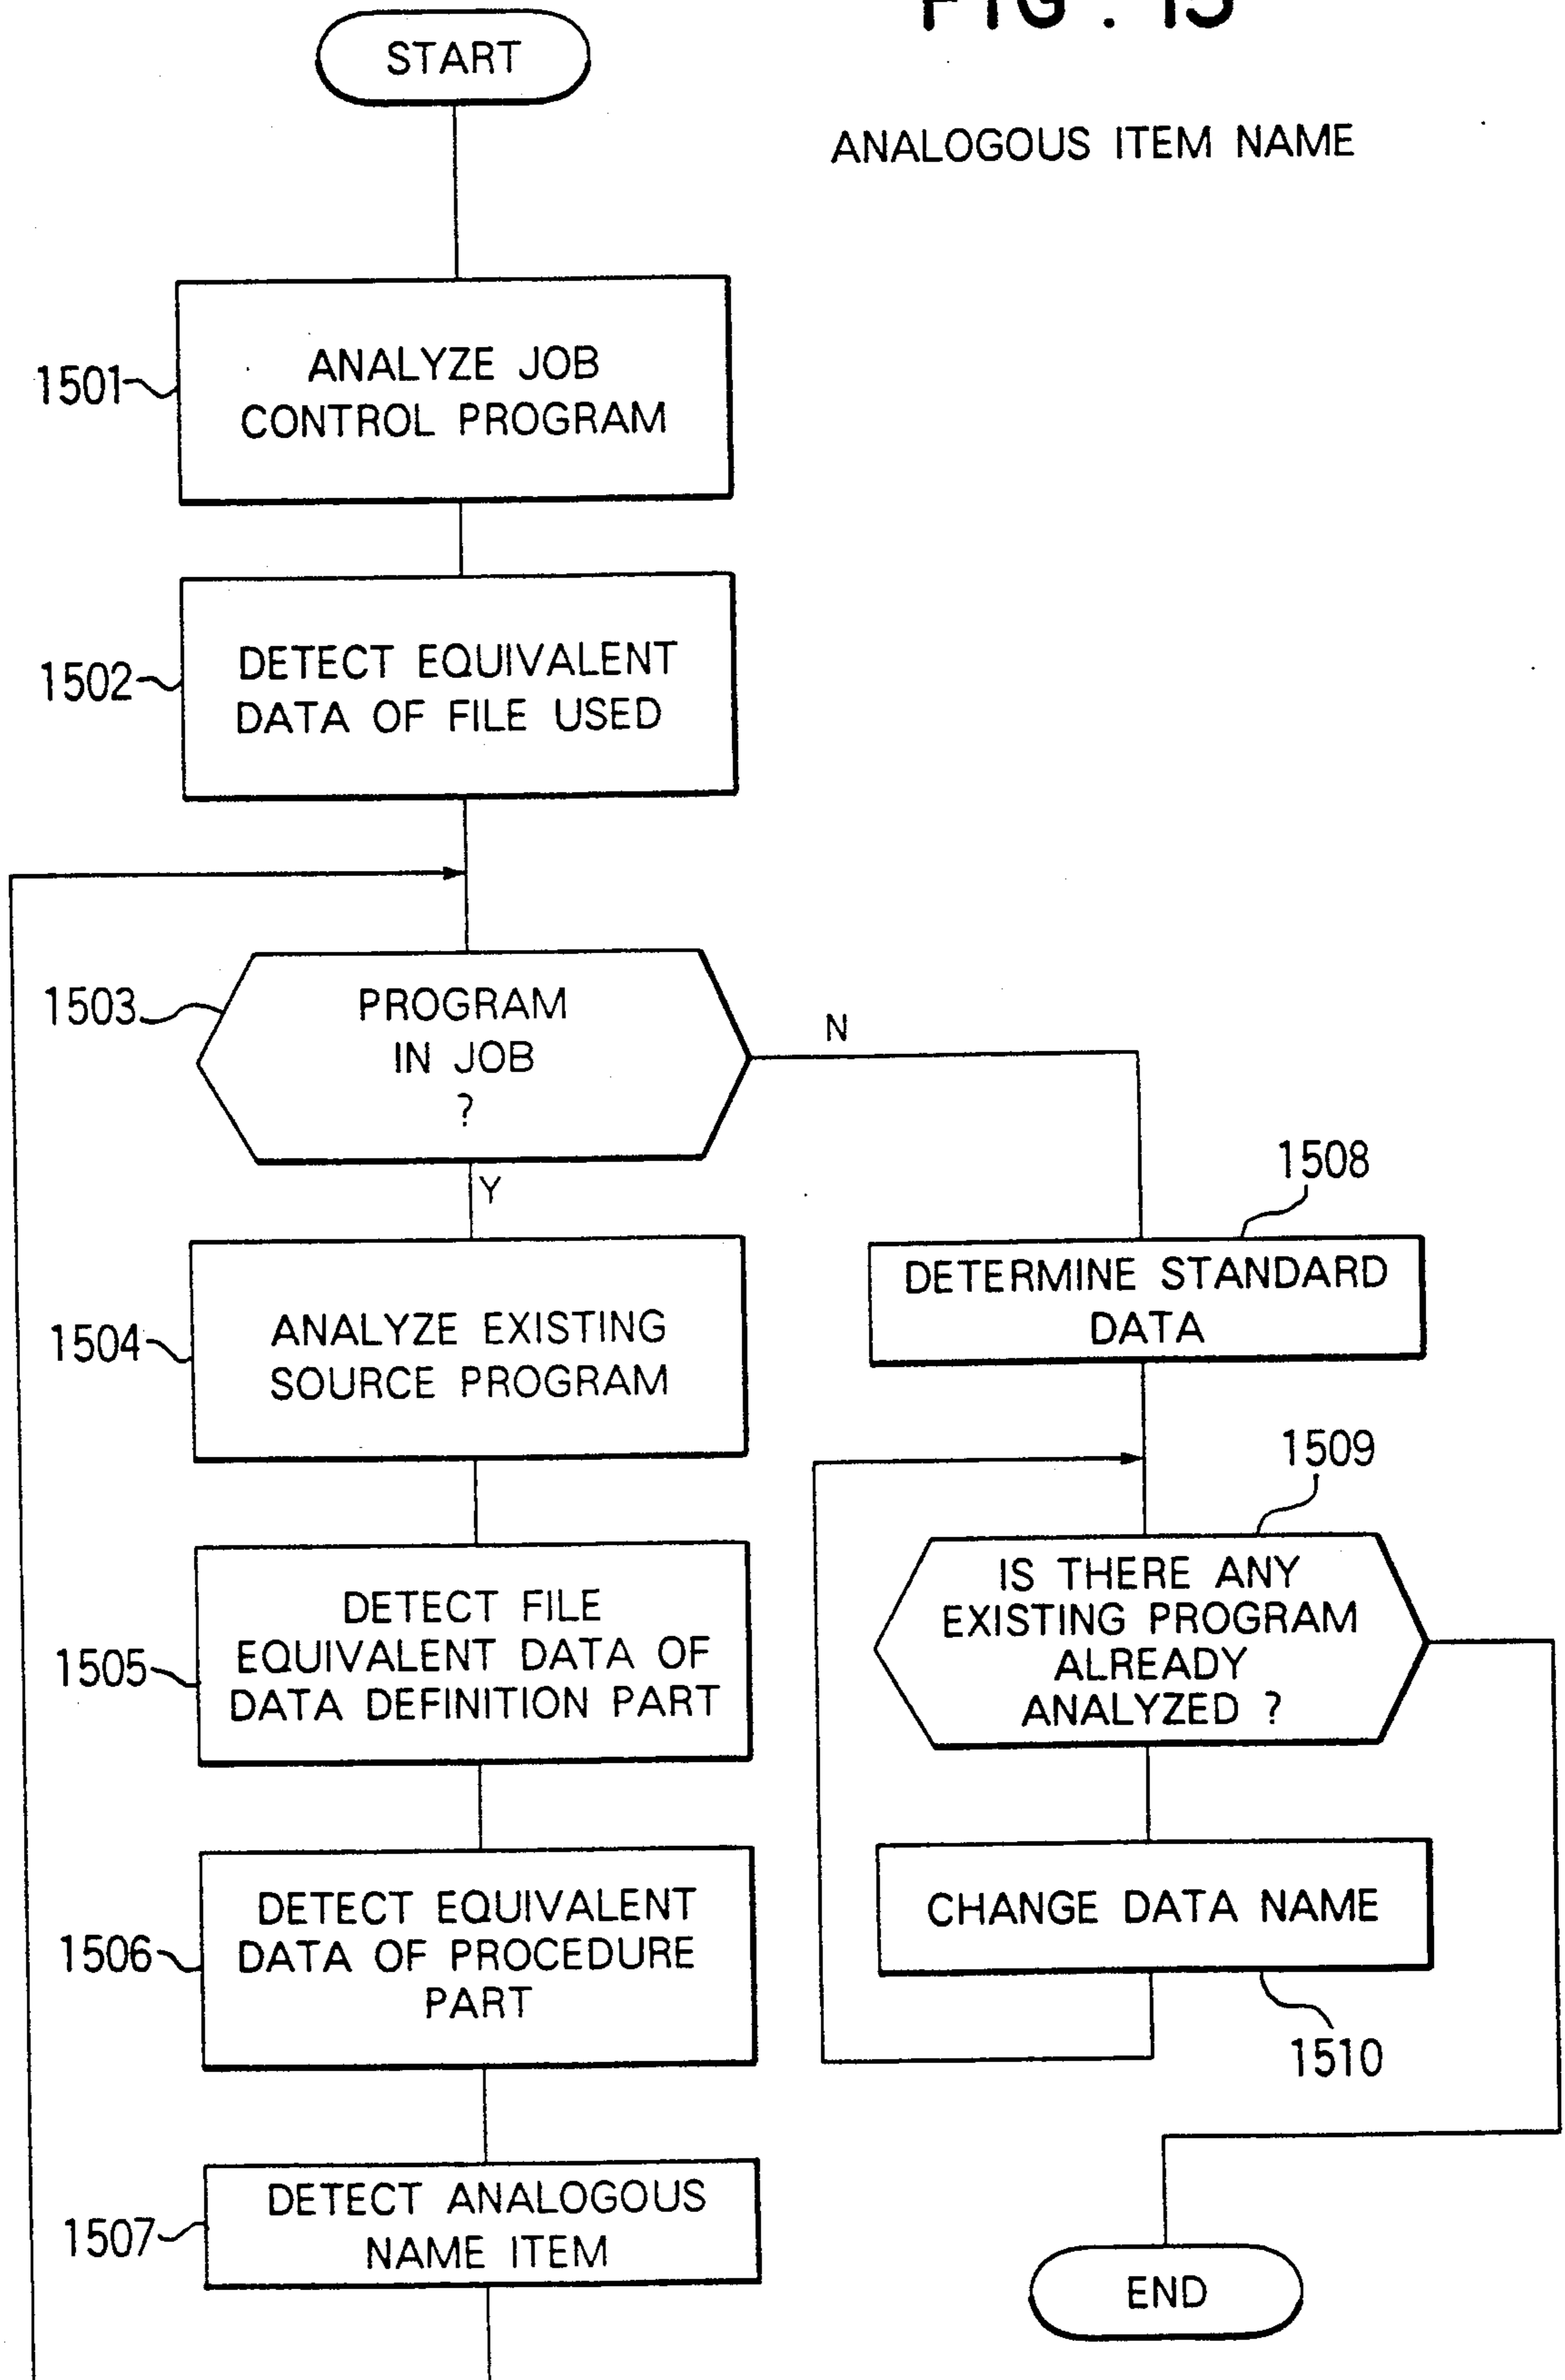 FIG. 15
START
ANALOGOUS ITEM NAME
1501
ANALYZE JOB
CONTROL PROGRAM
1502
DETECT EQUIVALENT
DATA OF FILE USED
1503
PROGRAM
IN JOB
?
N
Y
1504
ANALYZE EXISTING
SOURCE PROGRAM
1505
DETECT FILE
EQUIVALENT DATA OF
DATA DEFINITION PART
1506
DETECT EQUIVALENT
DATA OF PROCEDURE
PART
1507
DETECT ANALOGOUS
NAME ITEM
1508
DETERMINE STANDARD
DATA
1509
IS THERE ANY
EXISTING PROGRAM
ALREADY
ANALYZED ?
CHANGE DATA NAME
1510
END